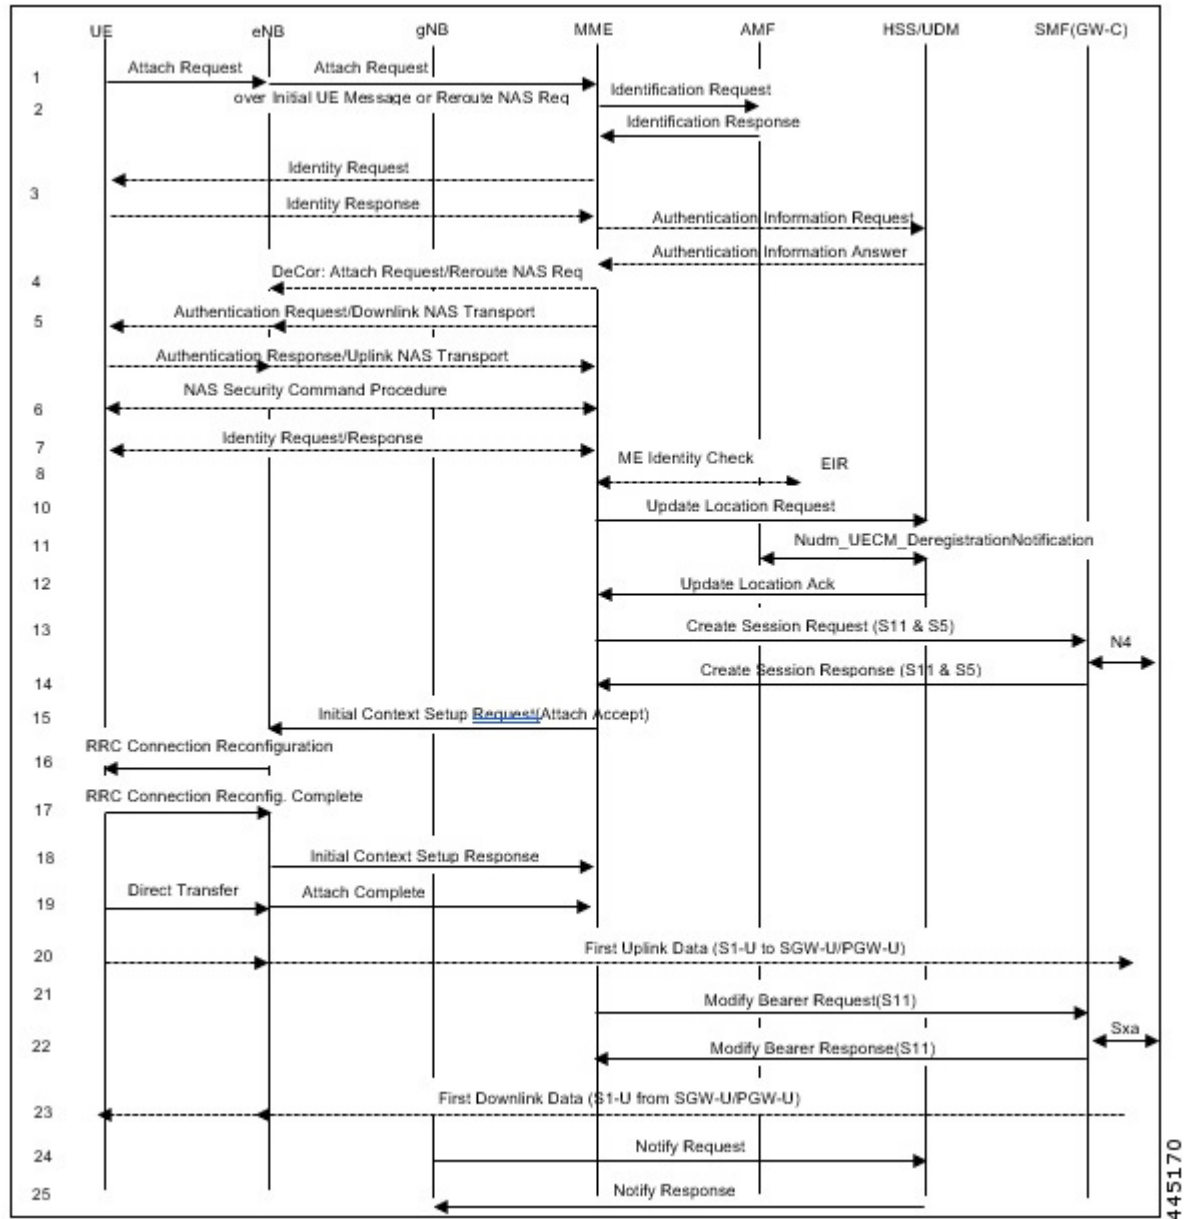 UE eNB gNB MME AMF HSS/UDM SMF(GW-C)
1 Attach Request Attach Request
over Initial UE Message or Reroute NAS Req
Identification Request
2
Identification Response
Identity Request
3
Identity Response
Authentication Information Request
Authentication Information Answer
DeCor: Attach Request/Reroute NAS Req
4
Authentication Request/Downlink NAS Transport
5
Authentication Response/Uplink NAS Transport
NAS Security Command Procedure
6
Identity Request/Response
7
ME Identity Check EIR
8
Update Location Request
10
Nudm_UECM_DeregistrationNotification
11
Update Location Ack
12
Create Session Request (S11 & S5)
13
N4
Create Session Response (S11 & S5)
14
Initial Context Setup Request(Attach Accept)
15
RRC Connection Reconfiguration
16
RRC Connection Reconfig. Complete
17
Initial Context Setup Response
18
Direct Transfer Attach Complete
19
First Uplink Data (S1-U to SGW-U/PGW-U)
20
Modify Bearer Request(S11)
21
Sxa
Modify Bearer Response(S11)
22
First Downlink Data (S1-U from SGW-U/PGW-U)
23
Notify Request
24
Notify Response
25
445170